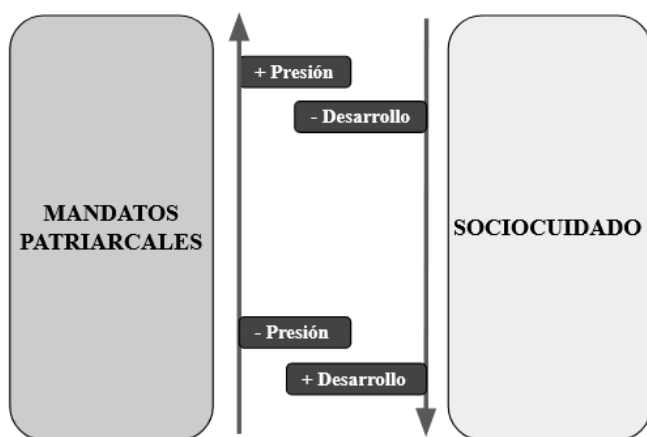 + Presión
- Desarrollo
MANDATOS
PATRIARCALES
SOCIOCUIDADO
- Presión
+ Desarrollo